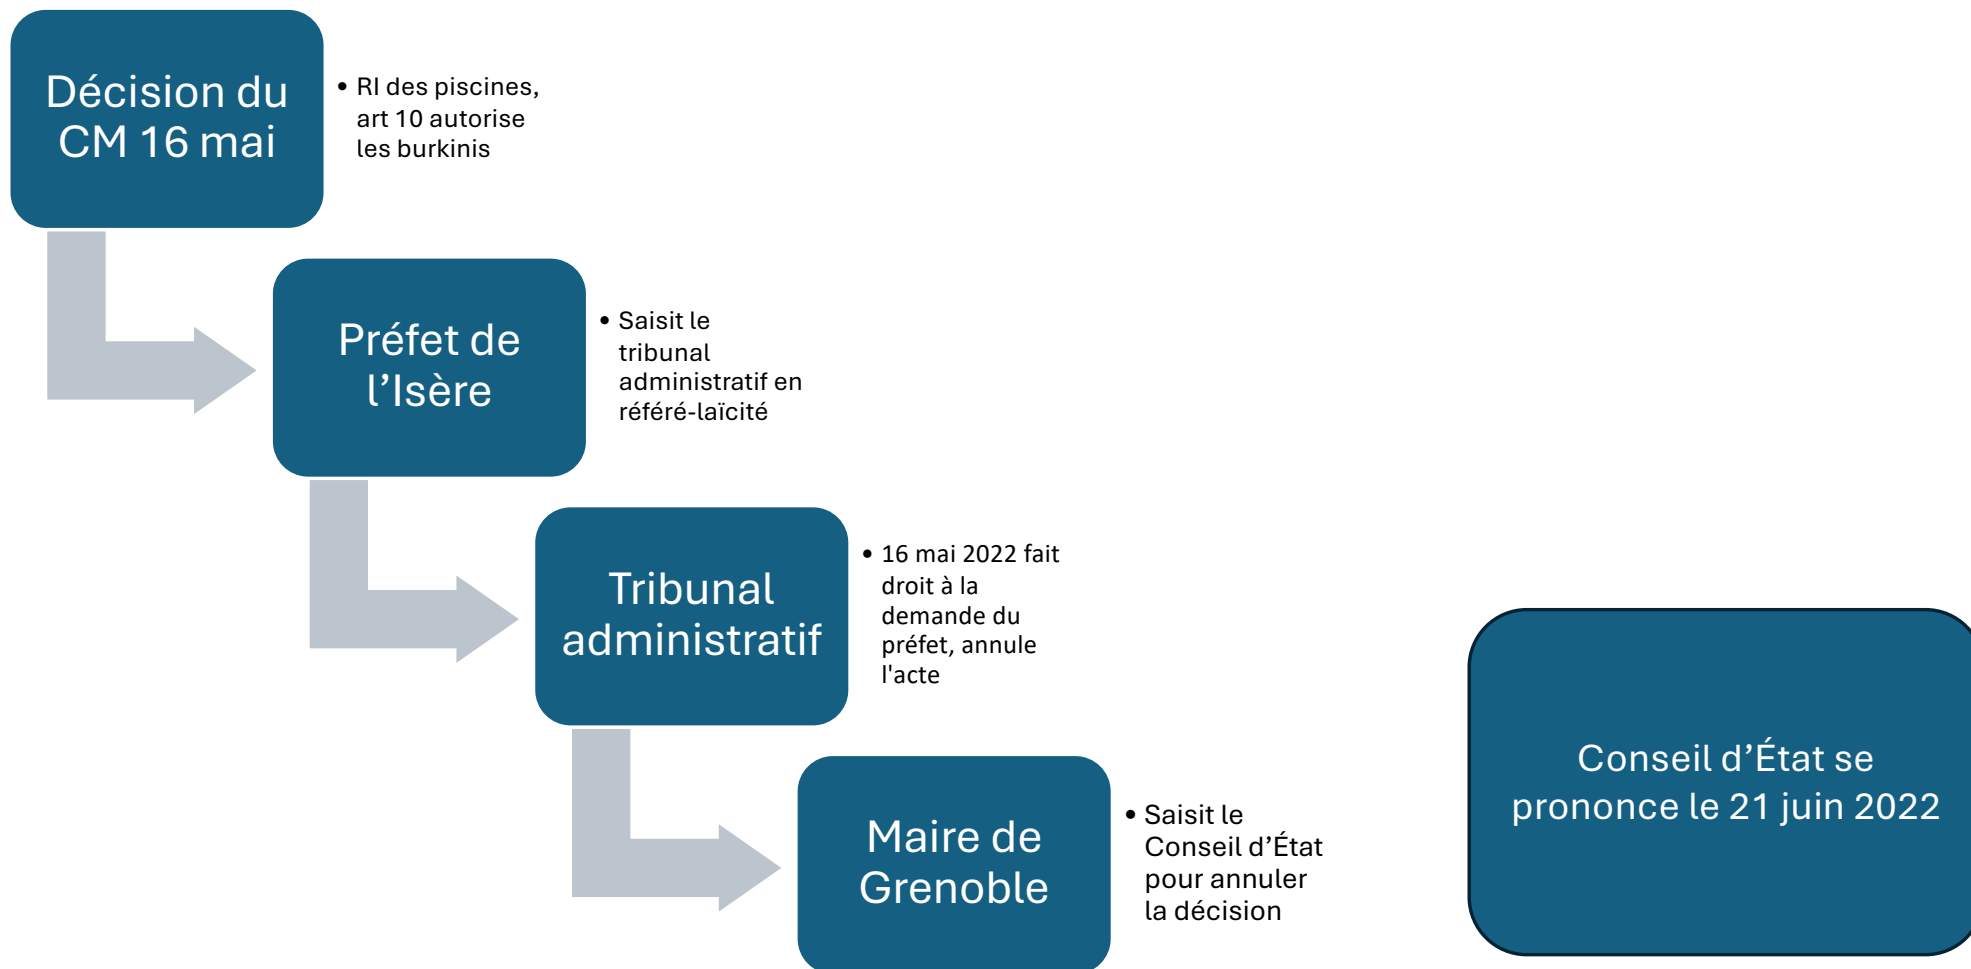 Décision du
CM 16 mai
• RI des piscines,
art 10 autorise
les burkinis
Préfet de
l’Isère
• Saisit le
tribunal
administratif en
référé-laïcité
Tribunal
administratif
• 16 mai 2022 fait
droit à la
demande du
préfet, annule
l'acte
Maire de
Grenoble
• Saisit le
Conseil d’État
pour annuler
la décision
Conseil d’État se
prononce le 21 juin 2022